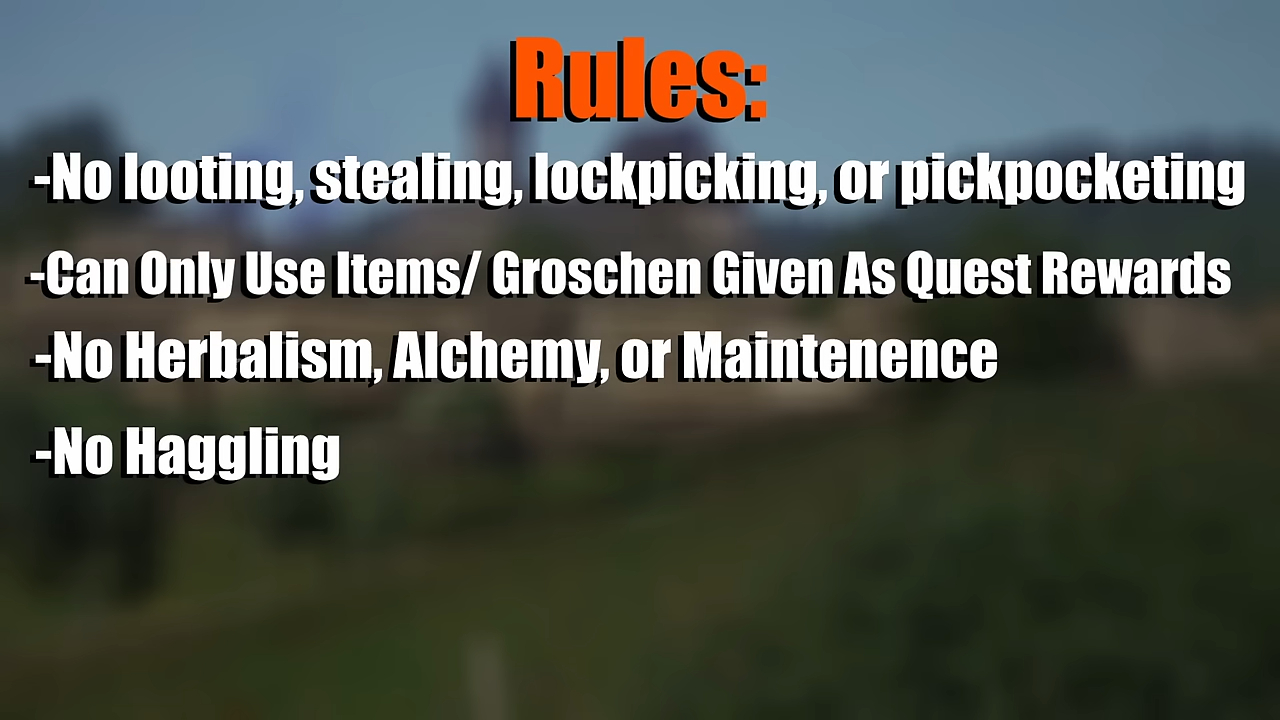 Rules:
-No looting, stealing, lockpicking, or pickpocketing
-Can Only Use Items/ Groschen Given As Quest Rewards
-No Herbalism, Alchemy, or Maintenence
-No Haggling